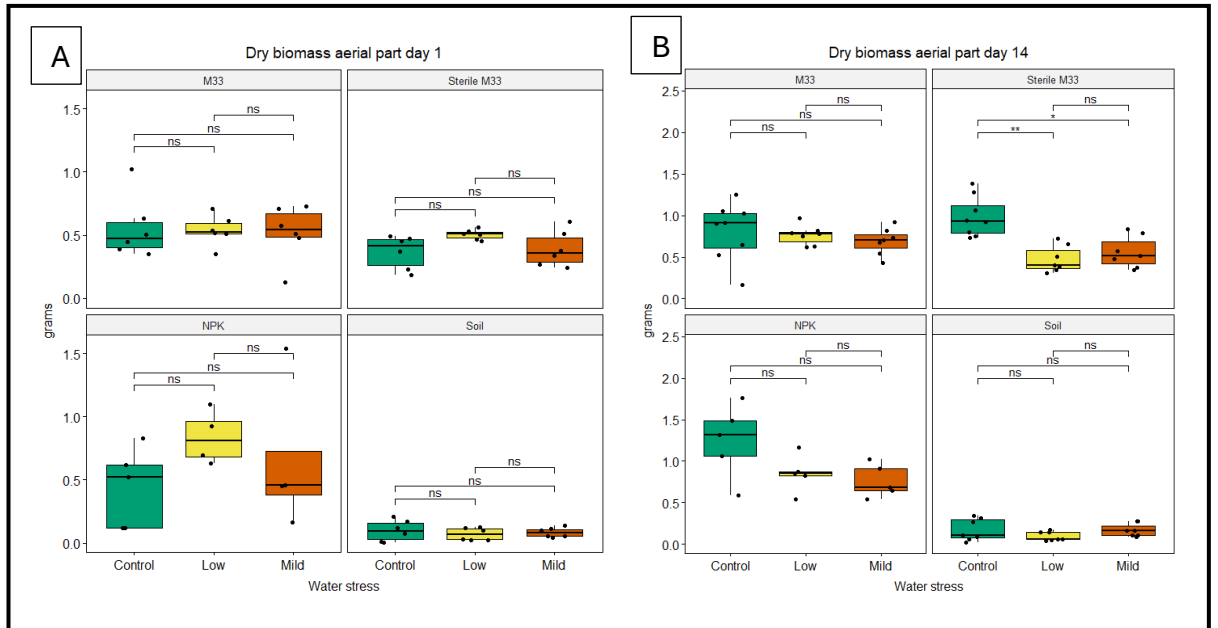 A
Dry biomass aerial part day 1
M33
Sterile M33
1.5
1.0
0.5
0.0
ns
ns
ns
ns
ns
ns
grams
NPK
Soil
1.5
1.0
0.5
0.0
ns
ns
ns
ns
ns
ns
Control Low Mild
Control Low Mild
Water stress
B
Dry biomass aerial part day 14
M33
Sterile M33
2.5
2.0
1.5
1.0
0.5
0.0
ns
ns
ns
ns
*
**
grams
NPK
Soil
2.5
2.0
1.5
1.0
0.5
0.0
ns
ns
ns
ns
ns
ns
Control Low Mild
Control Low Mild
Water stress